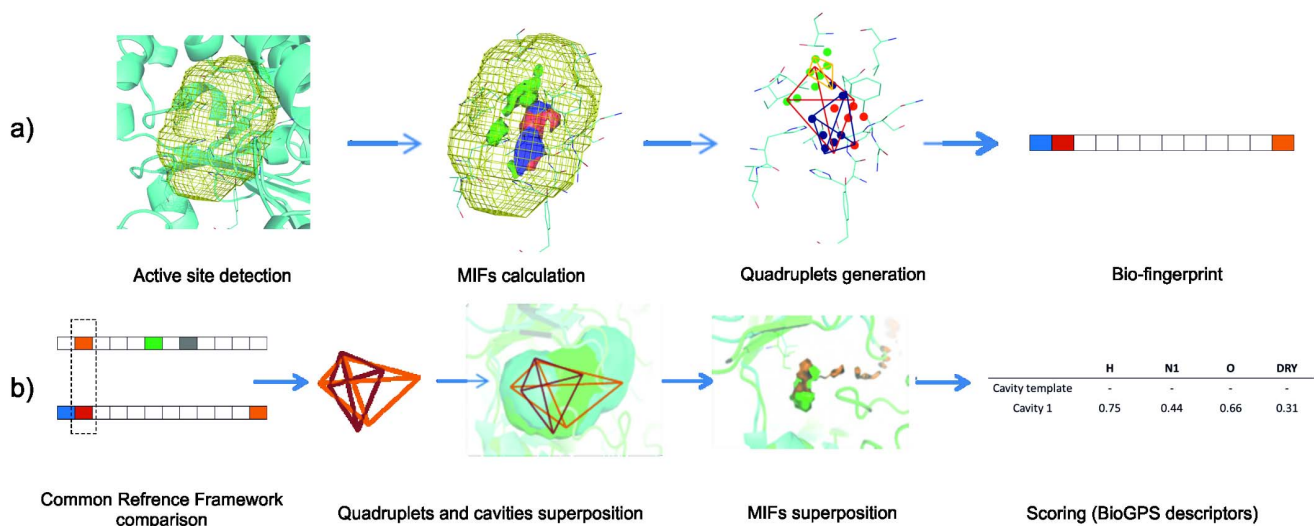 a)
Active site detection
MIFs calculation
Quadruplets generation
Bio-fingerprint
b)
H N1 O DRY
Cavity template - - - -
Cavity 1 0.75 0.44 0.66 0.31
Common Refrence Framework
comparison
Quadruplets and cavities superposition
MIFs superposition
Scoring (BioGPS descriptors)